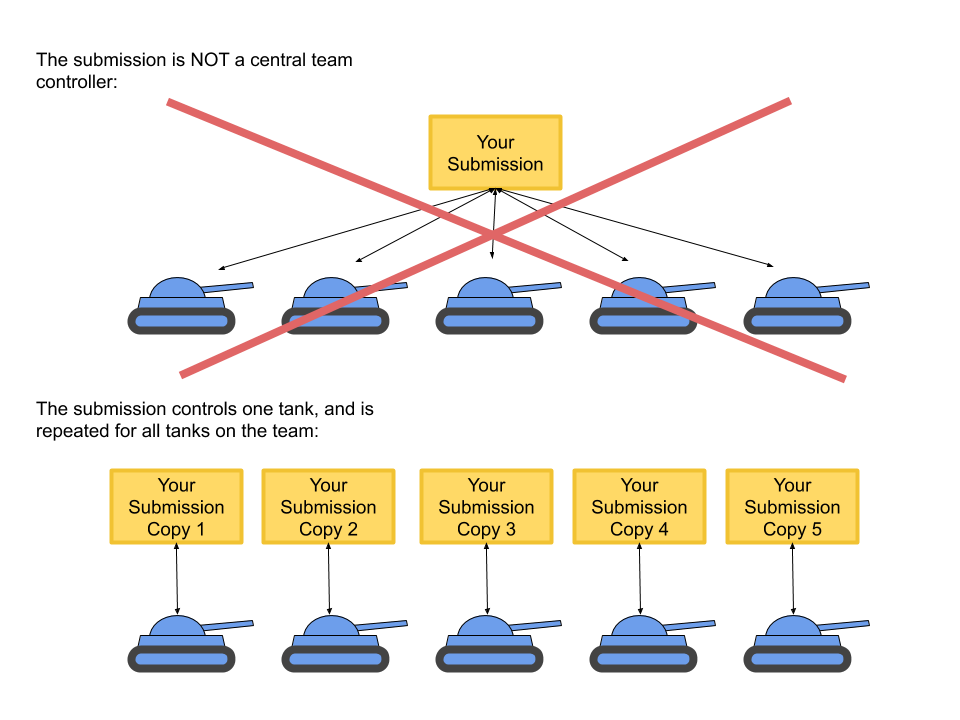 The submission is NOT a central team
controller:
Your
Submission
The submission controls one tank, and is
repeated for all tanks on the team:
Your
Submission
Copy 1
Your
Submission
Copy 2
Your
Submission
Copy 3
Your
Submission
Copy 4
Your
Submission
Copy 5